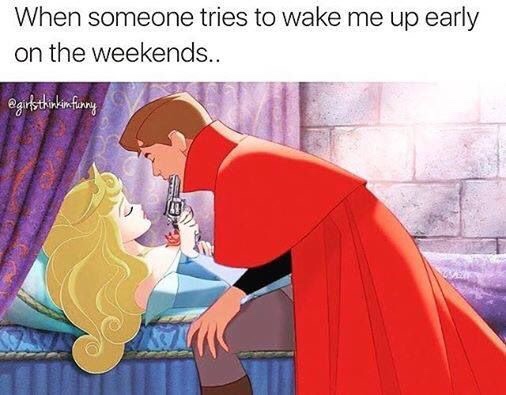 When someone tries to wake me up early
on the weekends..
@girlsthinkimfunny